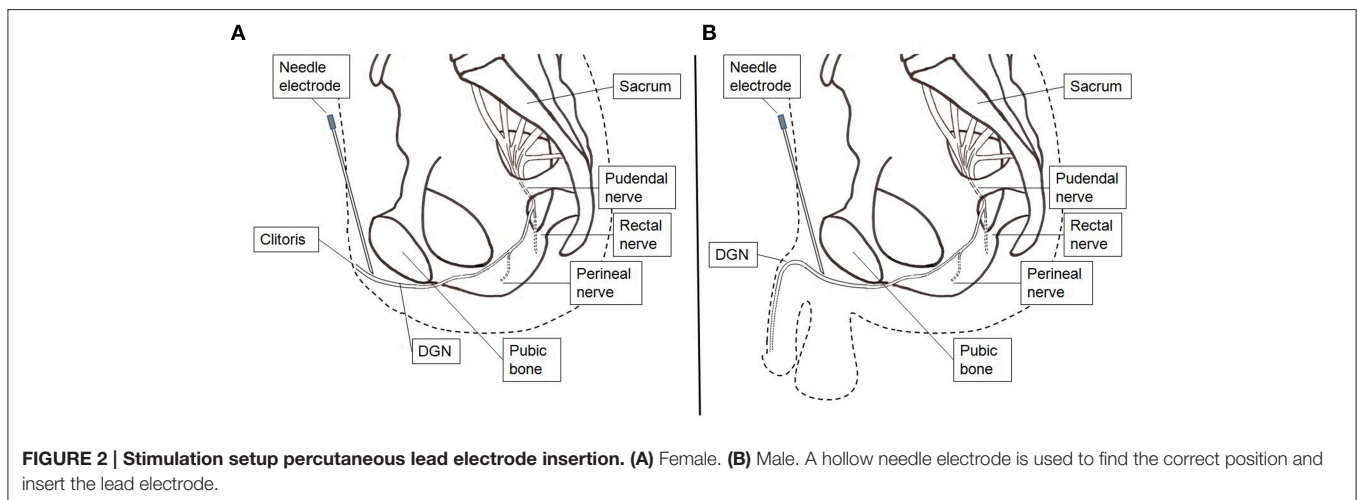 A
Needle
electrode
Sacrum
Pudendal
nerve
Rectal
nerve
Clitoris
Perineal
nerve
DGN
Pubic
bone
B
Needle
electrode
Sacrum
Pudendal
nerve
Rectal
nerve
DGN
Perineal
nerve
Pubic
bone
FIGURE 2 | Stimulation setup percutaneous lead electrode insertion. (A) Female. (B) Male. A hollow needle electrode is used to find the correct position and
insert the lead electrode.